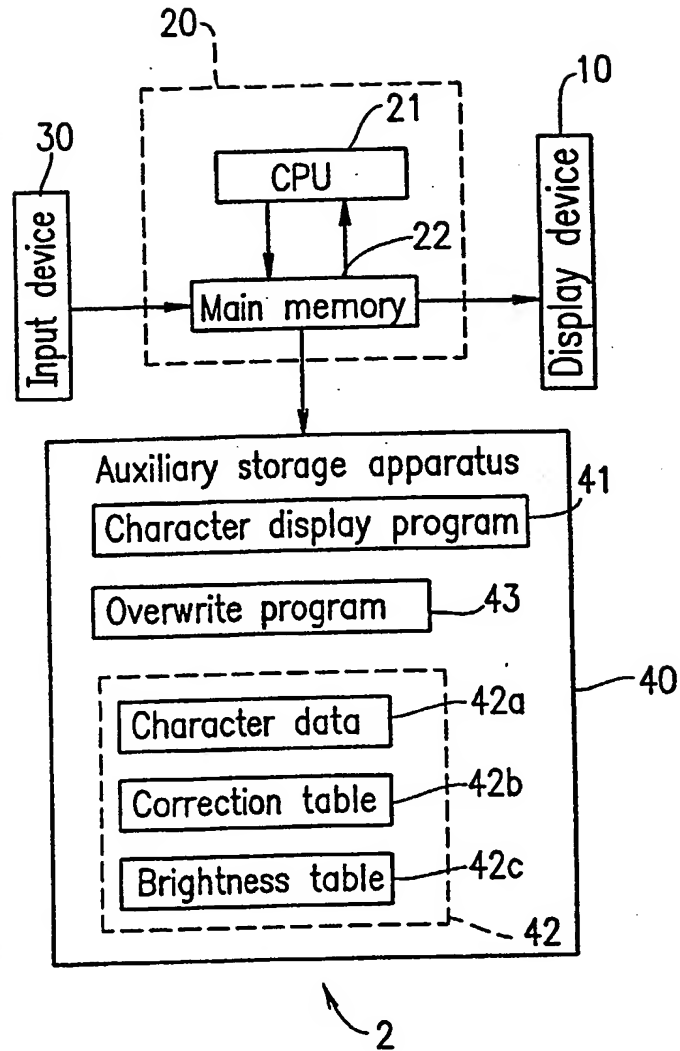 20
10
21
30
CPU
22
Input device
Main memory
Display device
Auxiliary storage apparatus
41
Character display program
Overwrite program
43
40
Character data
42a
Correction table
42b
Brightness table
42c
42
2